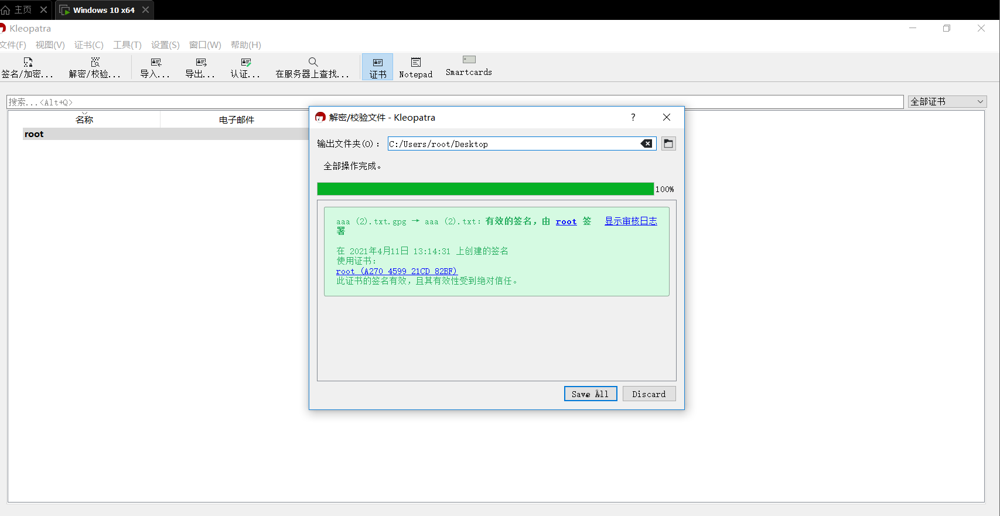 主页
Windows 10 x64
Kleopatra
文件(F) 视图(V) 证书(C) 工具(T) 设置(S) 窗口(W) 帮助(H)
签名/加密... 解密/校验... 导入... 导出... 认证... 在服务器上查找... 证书 Notepad Smartcards
搜索...<Alt+Q> 全部证书
名称 电子邮件
root
解密/校验文件 - Kleopatra ?
输出文件夹(O)： C:/Users/root/Desktop
全部操作完成。
100%
aaa (2).txt.gpg → aaa (2).txt: 有效的签名，由 root 签 显示审核日志
署
在 2021年4月11日 13:14:31 上创建的签名
使用证书：
root (A270 4599 21CD 82BF)
此证书的签名有效，且其有效性受到绝对信任。
Save All Discard